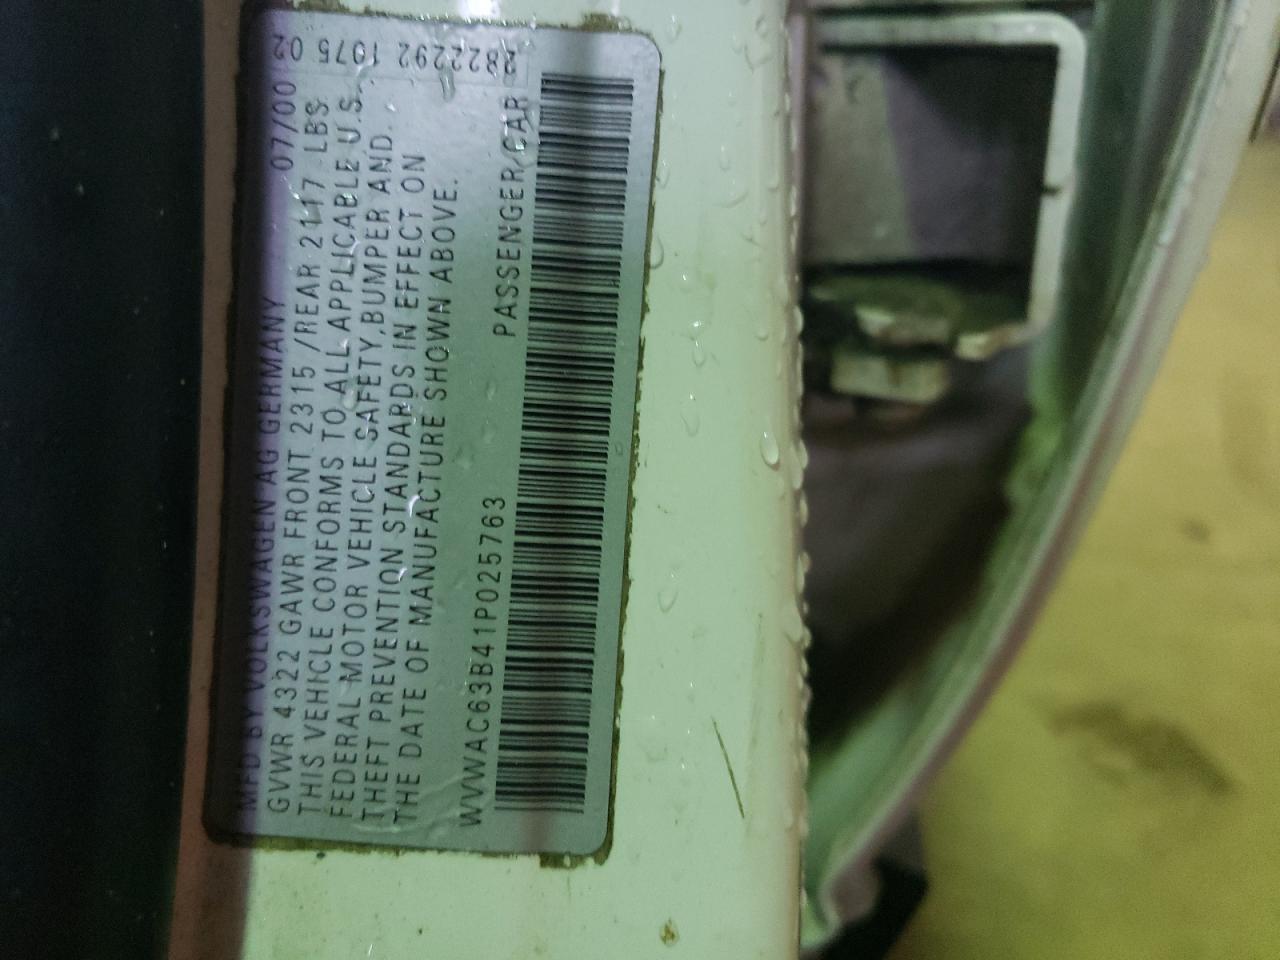 MFD BY VOLKSWAGEN AG GERMANY 07/00
GVWR 4322 GAWR FRONT 2315 /REAR 2117 LBS
THIS VEHICLE CONFORMS TO ALL APPLICABLE U.S.
FEDERAL MOTOR VEHICLE SAFETY,BUMPER AND.
THEFT PREVENTION STANDARDS IN EFFECT ON
THE DATE OF MANUFACTURE SHOWN ABOVE.
WVWAC63B41P025763 PASSENGER CAR
2822292 1075 02